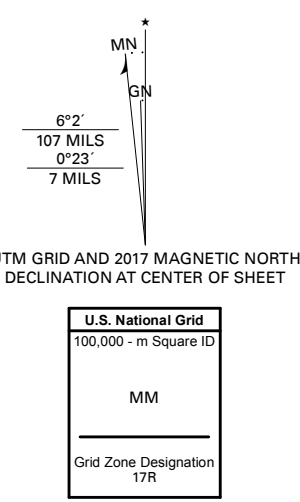 ★
MN
GN
6°2´
107 MILS
0°23´
7 MILS
UTM GRID AND 2017 MAGNETIC NORTH
DECLINATION AT CENTER OF SHEET
U.S. National Grid
100,000 - m Square ID
MM
Grid Zone Designation
17R